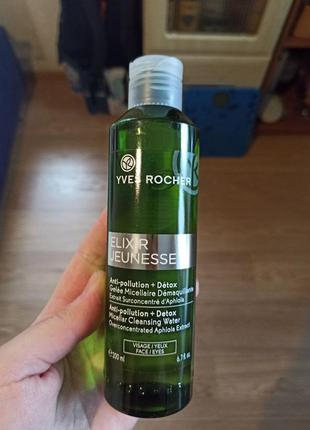 YVES ROCHER
ELIXIR
JEUNESSE
Anti-pollution + Détox
Gelée Micellaire Démaquillante
Extrait Surconcentré d'Aphloia
Anti-pollution + Detox
Micellar Cleansing Water
Overconcentrated Aphloia Extract
VISAGE / YEUX
FACE / EYES
℮ 200 ml
6.7 fl. oz.